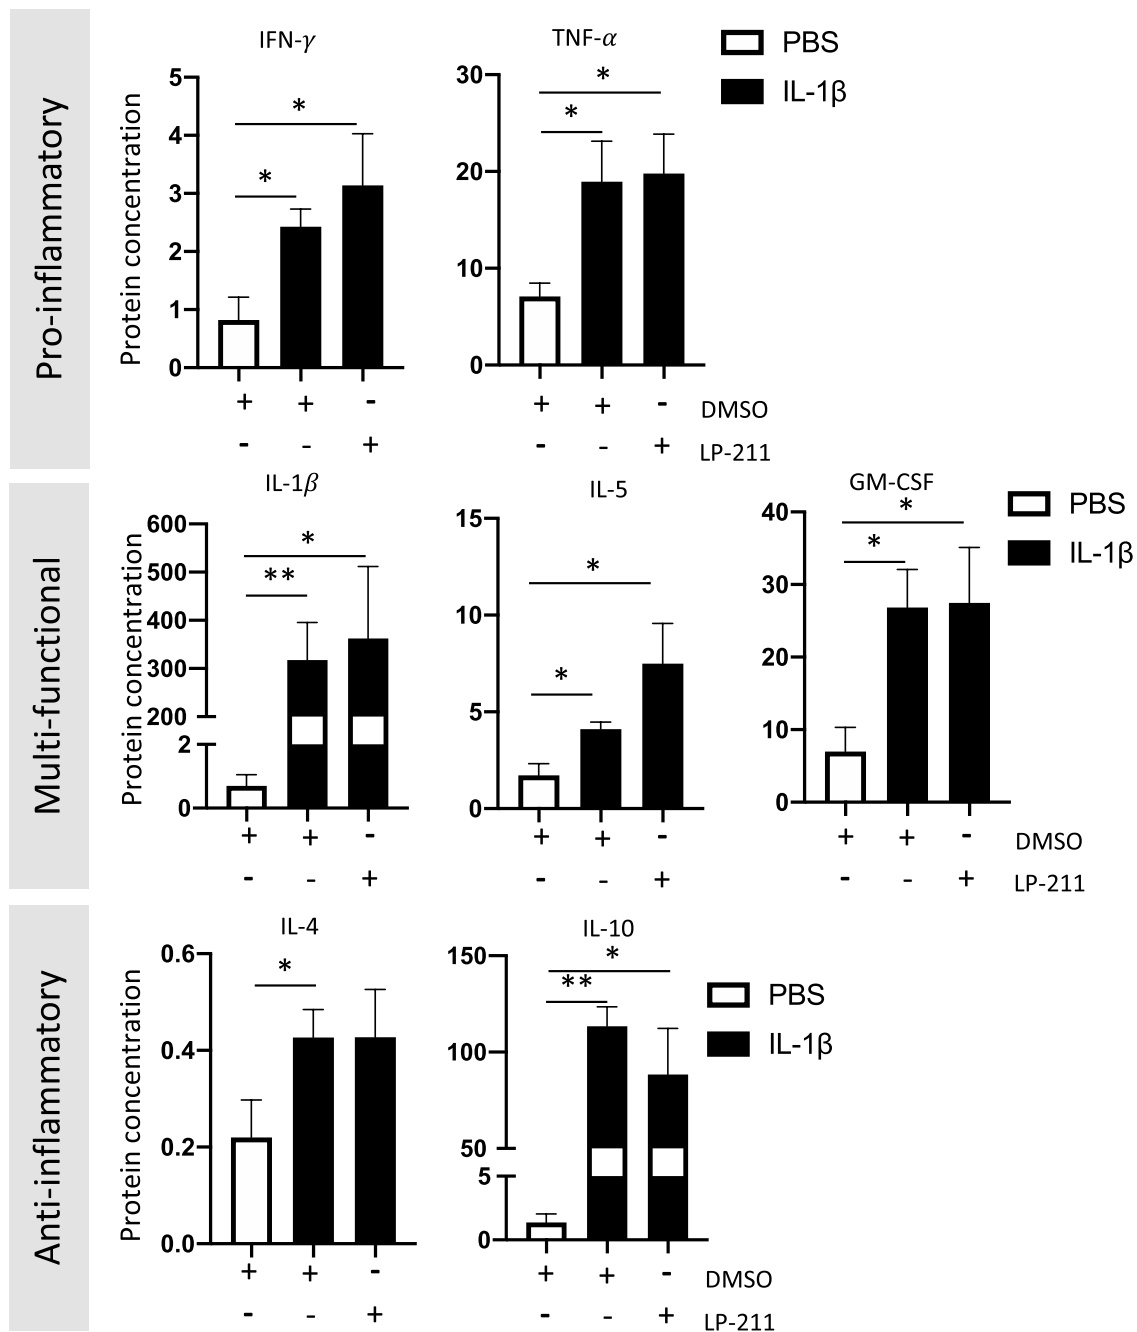 Pro-inflammatory
IFN-γ
TNF-α
PBS
IL-1β
Protein concentration
5
4
3
2
1
0
*
*
30
20
10
0
*
*
+ + - + + - DMSO
- - + - - + LP-211
Multi-functional
IL-1β
IL-5
GM-CSF
PBS
IL-1β
Protein concentration
600
500
400
300
200
2
0
*
**
15
10
5
0
*
*
40
30
20
10
0
*
*
+ + - + + - + + - DMSO
- - + - - + - - + LP-211
Anti-inflammatory
IL-4
IL-10
PBS
IL-1β
Protein concentration
0.6
0.4
0.2
0.0
*
150
100
50
5
0
*
**
+ + - + + - DMSO
- - + - - + LP-211